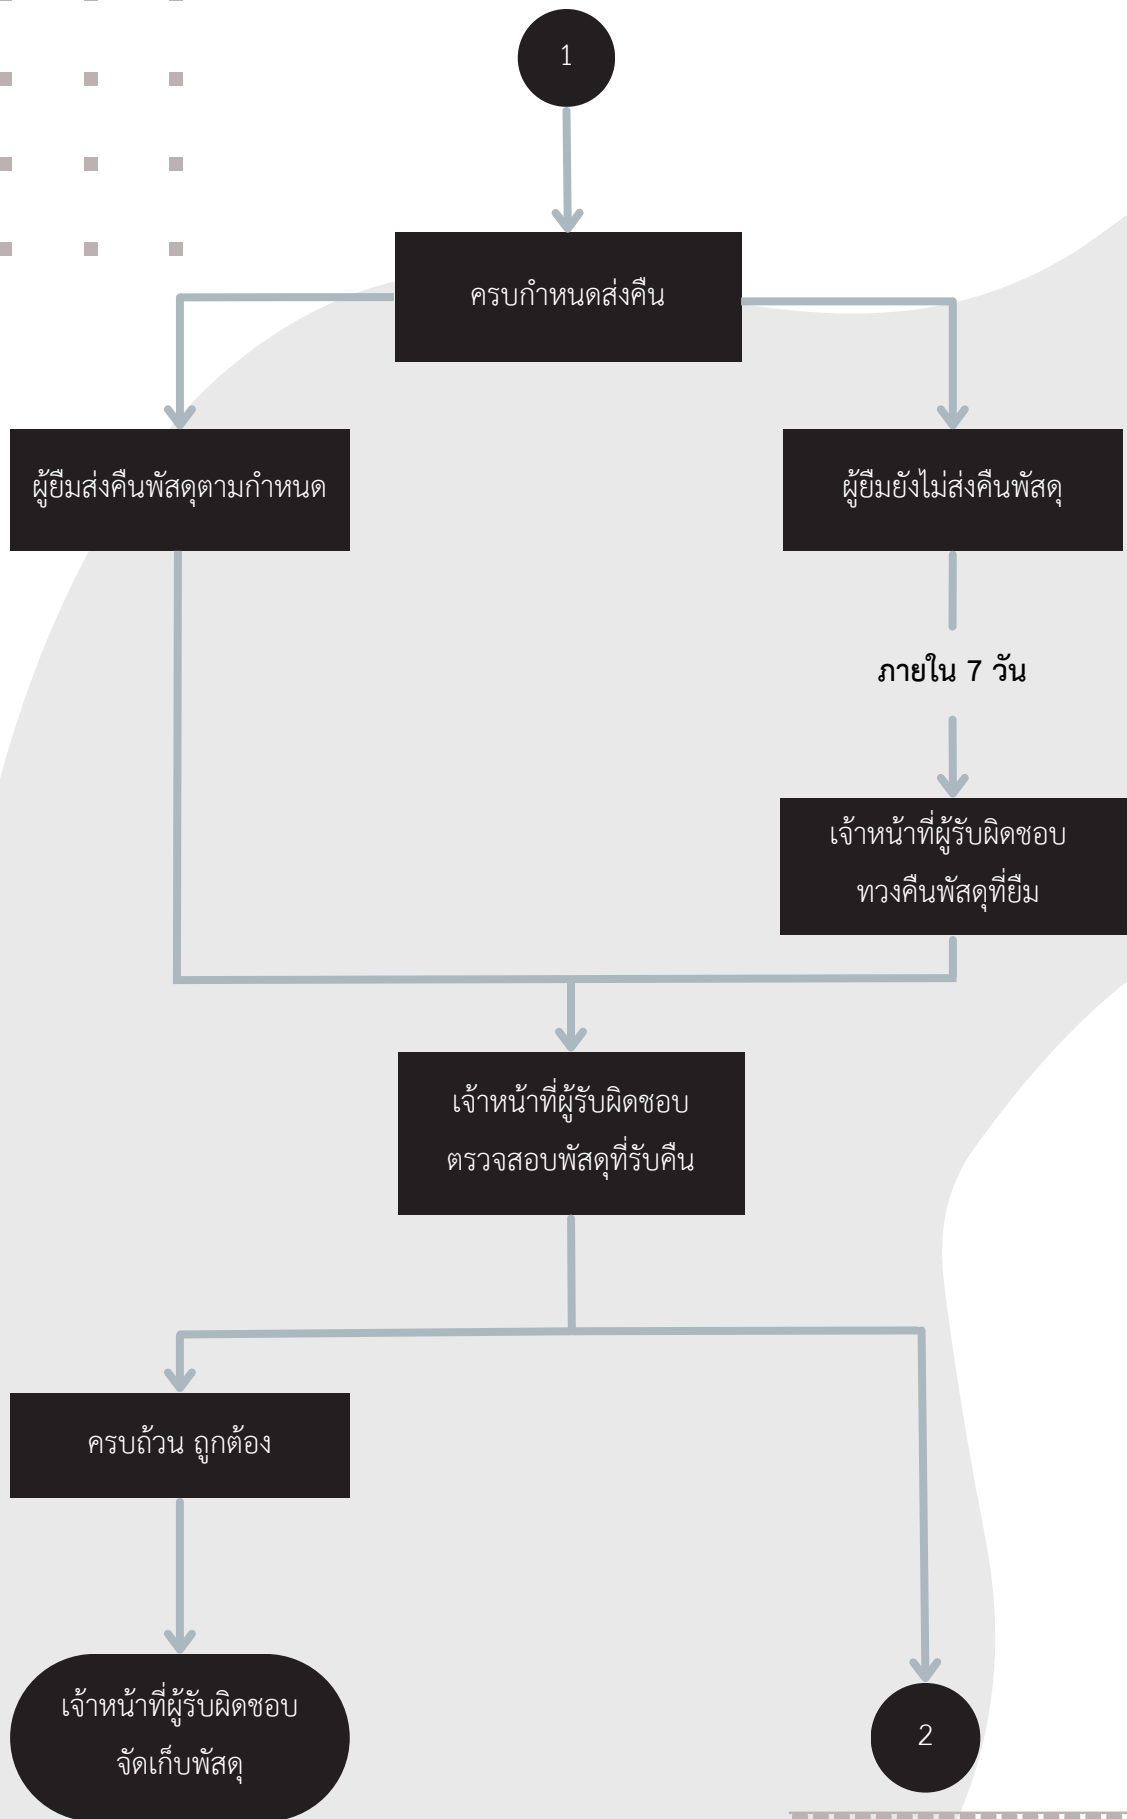 1
ครบกำหนดส่งคืน
ผู้ยืมส่งคืนพัสดุตามกำหนด
ผู้ยืมยังไม่ส่งคืนพัสดุ
ภายใน 7 วัน
เจ้าหน้าที่ผู้รับผิดชอบ
ทวงคืนพัสดุที่ยืม
เจ้าหน้าที่ผู้รับผิดชอบ
ตรวจสอบพัสดุที่รับคืน
ครบถ้วน ถูกต้อง
เจ้าหน้าที่ผู้รับผิดชอบ
จัดเก็บพัสดุ
2